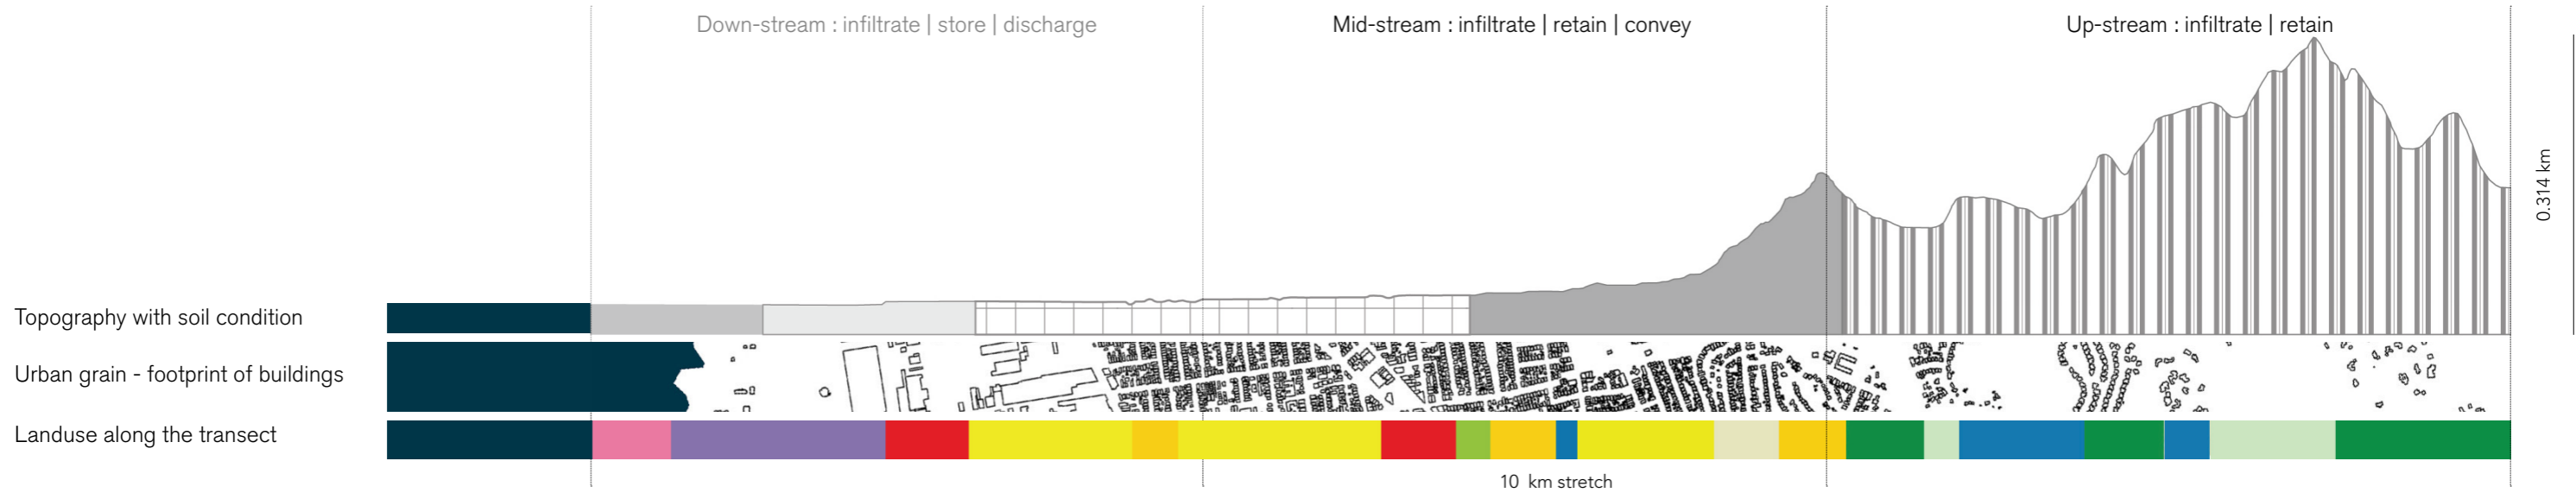 Down-stream : infiltrate | store | discharge
Mid-stream : infiltrate | retain | convey
Up-stream : infiltrate | retain
0.314 km
Topography with soil condition
Urban grain - footprint of buildings
Landuse along the transect
10 km stretch